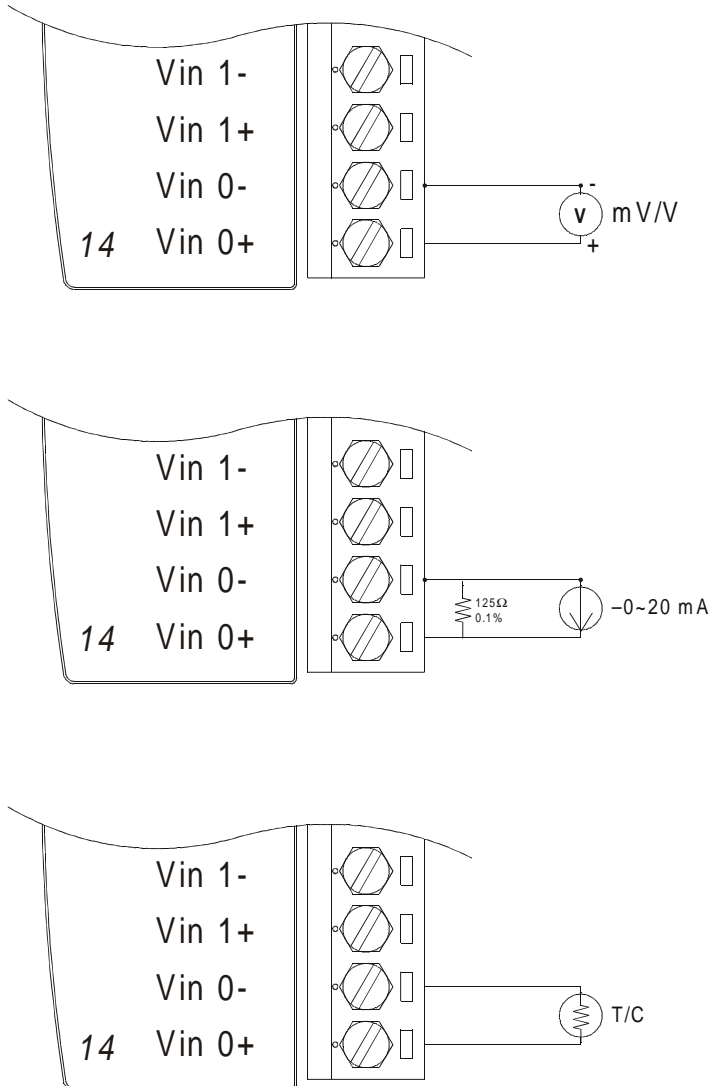 Vin 1-
Vin 1+
Vin 0-
14 Vin 0+
-
V mV/V
+
Vin 1-
Vin 1+
Vin 0-
14 Vin 0+
125Ω
0.1%
–0~20 mA
Vin 1-
Vin 1+
Vin 0-
14 Vin 0+
T/C